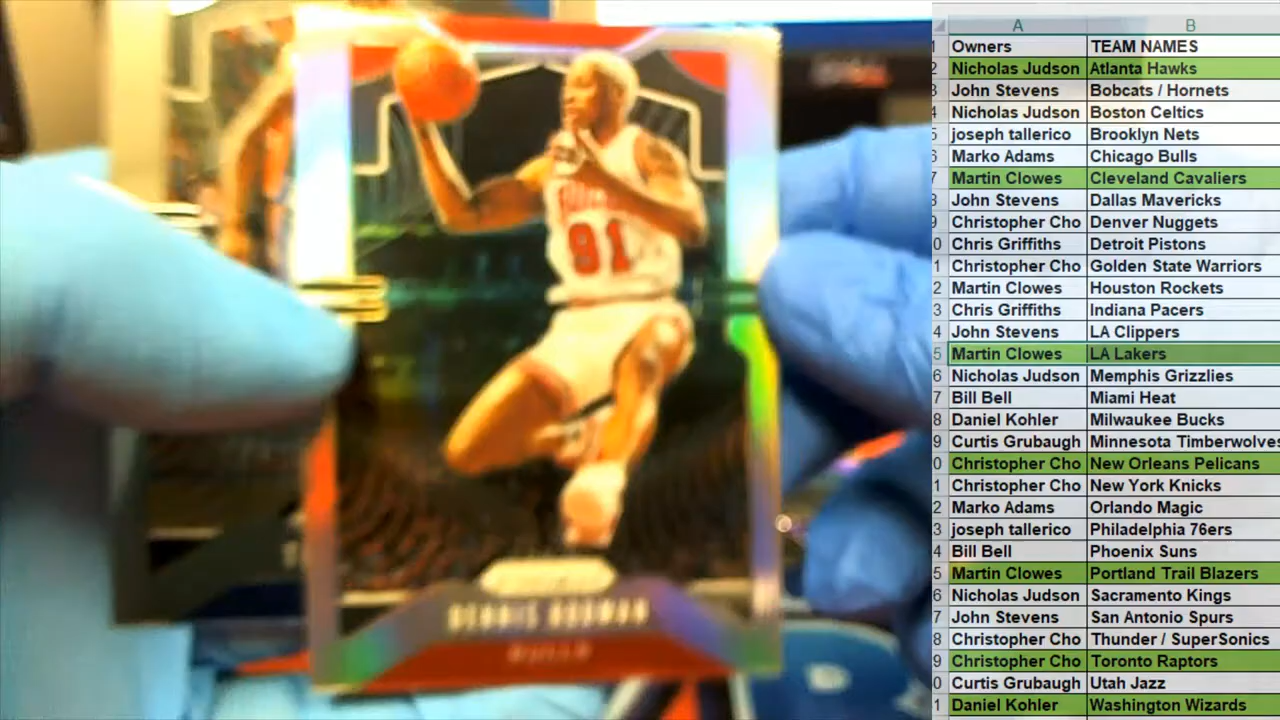 A B
Owners TEAM NAMES
2 Nicholas Judson Atlanta Hawks
3 John Stevens Bobcats / Hornets
4 Nicholas Judson Boston Celtics
5 joseph tallerico Brooklyn Nets
6 Marko Adams Chicago Bulls
7 Martin Clowes Cleveland Cavaliers
8 John Stevens Dallas Mavericks
9 Christopher Cho Denver Nuggets
0 Chris Griffiths Detroit Pistons
1 Christopher Cho Golden State Warriors
2 Martin Clowes Houston Rockets
3 Chris Griffiths Indiana Pacers
4 John Stevens LA Clippers
5 Martin Clowes LA Lakers
6 Nicholas Judson Memphis Grizzlies
7 Bill Bell Miami Heat
8 Daniel Kohler Milwaukee Bucks
9 Curtis Grubaugh Minnesota Timberwolves
0 Christopher Cho New Orleans Pelicans
1 Christopher Cho New York Knicks
2 Marko Adams Orlando Magic
3 joseph tallerico Philadelphia 76ers
4 Bill Bell Phoenix Suns
5 Martin Clowes Portland Trail Blazers
6 Nicholas Judson Sacramento Kings
7 John Stevens San Antonio Spurs
8 Christopher Cho Thunder / SuperSonics
9 Christopher Cho Toronto Raptors
0 Curtis Grubaugh Utah Jazz
1 Daniel Kohler Washington Wizards
91
DENNIS RODMAN
BULLS